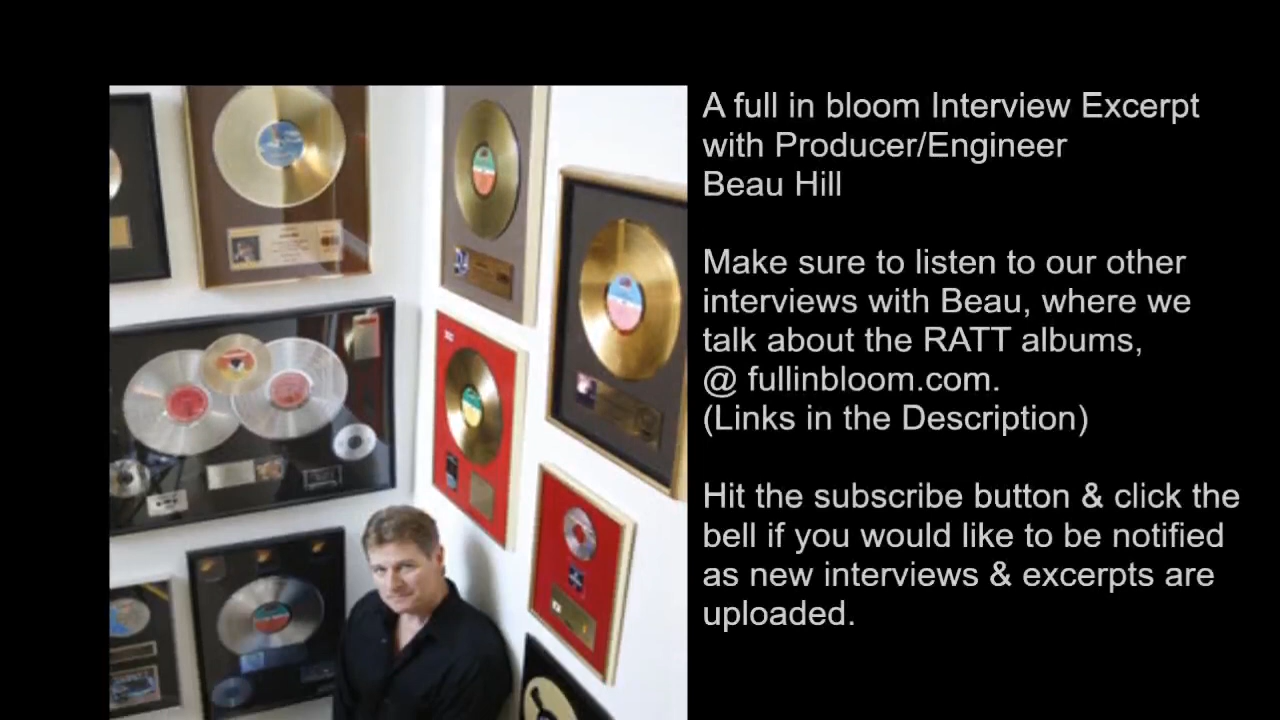 A full in bloom Interview Excerpt
with Producer/Engineer
Beau Hill
Make sure to listen to our other
interviews with Beau, where we
talk about the RATT albums,
@ fullinbloom.com.
(Links in the Description)
Hit the subscribe button & click the
bell if you would like to be notified
as new interviews & excerpts are
uploaded.